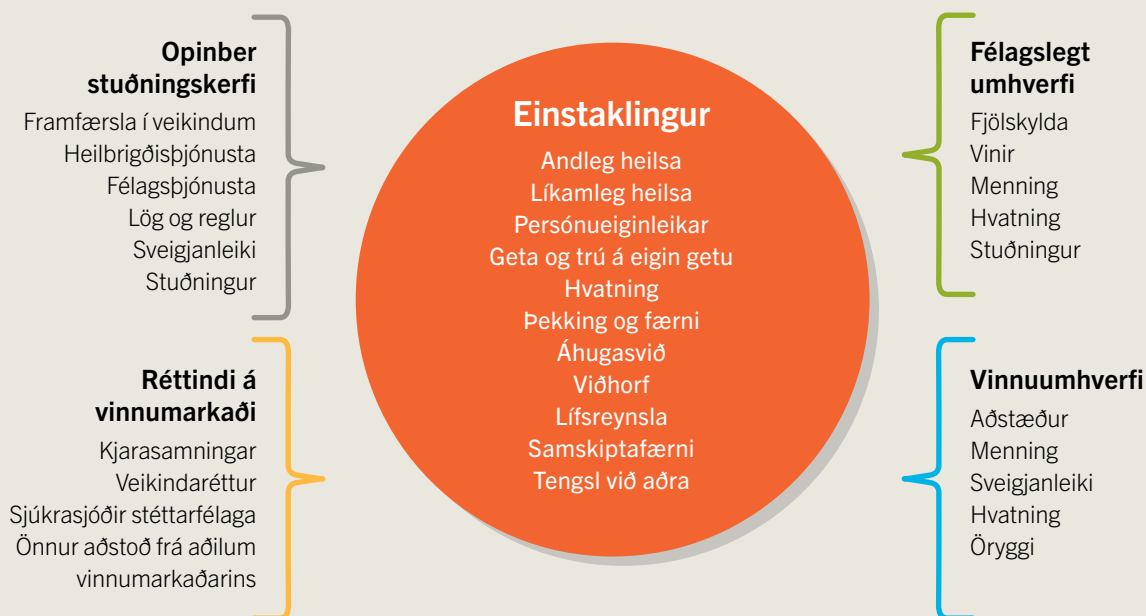 Opinber
stuðningskerfi
Framfærsla í veikindum
Heilbrigðisþjónusta
Félagsþjónusta
Lög og reglur
Sveigjanleiki
Stuðningur
Réttindi á
vinnumarkaði
Kjarasamningar
Veikindaréttur
Sjúkrasjóðir stéttarfélaga
Önnur aðstoð frá aðilum
vinnumarkaðarins
Einstaklingur
Andleg heilsa
Líkamleg heilsa
Persónueiginleikar
Geta og trú á eigin getu
Hvatning
Þekking og færni
Áhugasvið
Viðhorf
Lífsreynsla
Samskiptafærni
Tengsl við aðra
Félagslegt
umhverfi
Fjölskylda
Vinir
Menning
Hvatning
Stuðningur
Vinnuumhverfi
Aðstæður
Menning
Sveigjanleiki
Hvatning
Öryggi